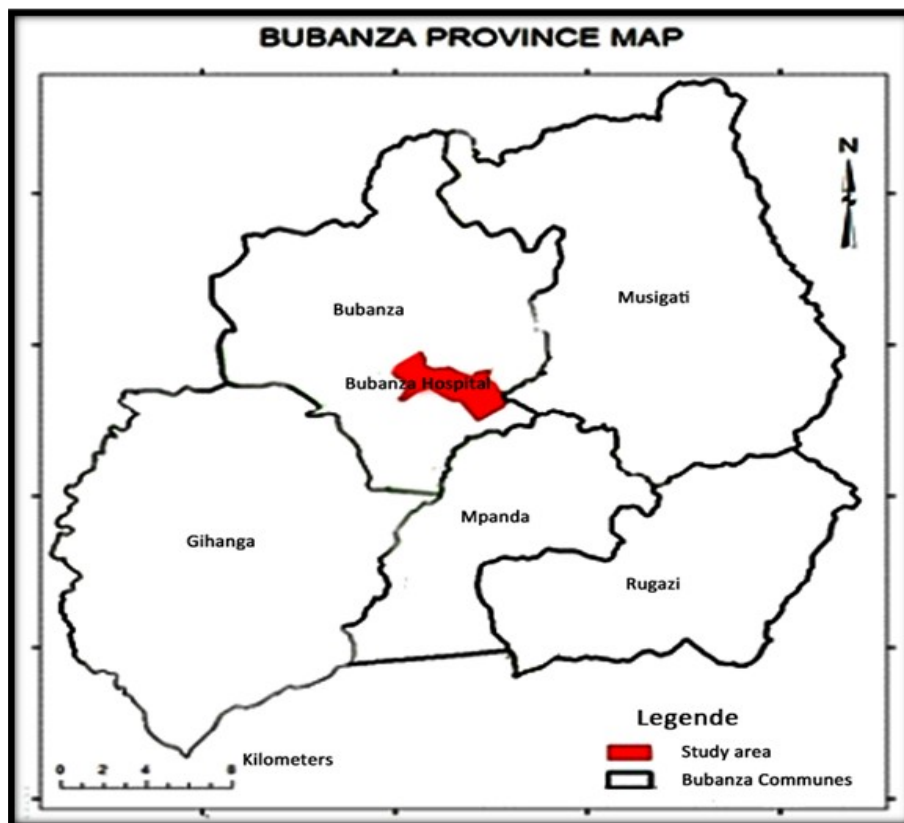 BUBANZA PROVINCE MAP
N
Musigati
Bubanza
Bubanza Hospital
Mpanda
Gihanga
Rugazi
Legende
Study area
Bubanza Communes
Kilometers
0 2 4 6 8